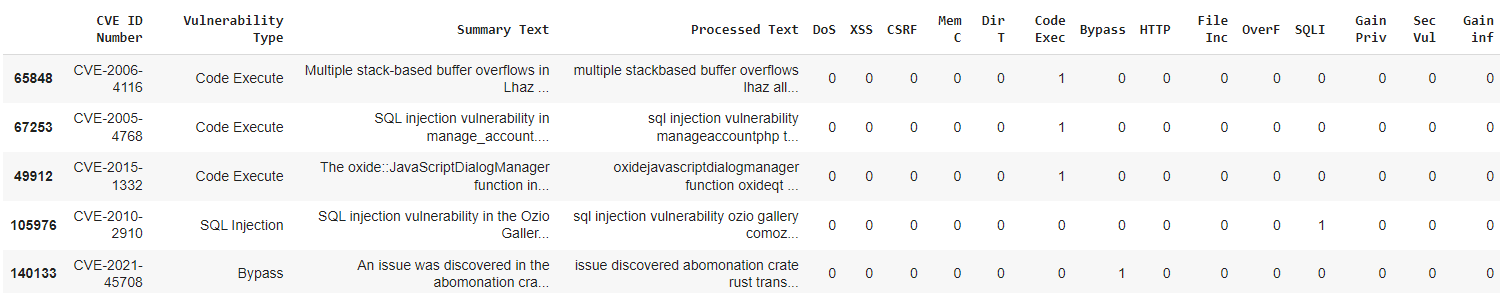 CVE ID Number Vulnerability Type Summary Text Processed Text DoS XSS CSRF Mem C Dir T Code Exec Bypass HTTP File Inc OverF SQLI Gain Priv Sec Vul Gain inf
65848 CVE-2006-4116 Code Execute Multiple stack-based buffer overflows in Lhaz ... multiple stackbased buffer overflows lhaz all... 0 0 0 0 0 1 0 0 0 0 0 0 0 0
67253 CVE-2005-4768 Code Execute SQL injection vulnerability in manage_account.... sql injection vulnerability manageaccountphp t... 0 0 0 0 0 1 0 0 0 0 0 0 0 0
49912 CVE-2015-1332 Code Execute The oxide::JavaScriptDialogManager function in... oxidejavascriptdialogmanager function oxideqt ... 0 0 0 0 0 1 0 0 0 0 0 0 0 0
105976 CVE-2010-2910 SQL Injection SQL injection vulnerability in the Ozio Galler... sql injection vulnerability ozio gallery comoz... 0 0 0 0 0 0 0 0 0 0 1 0 0 0
140133 CVE-2021-45708 Bypass An issue was discovered in the abomonation cra... issue discovered abomonation crate rust trans... 0 0 0 0 0 0 1 0 0 0 0 0 0 0